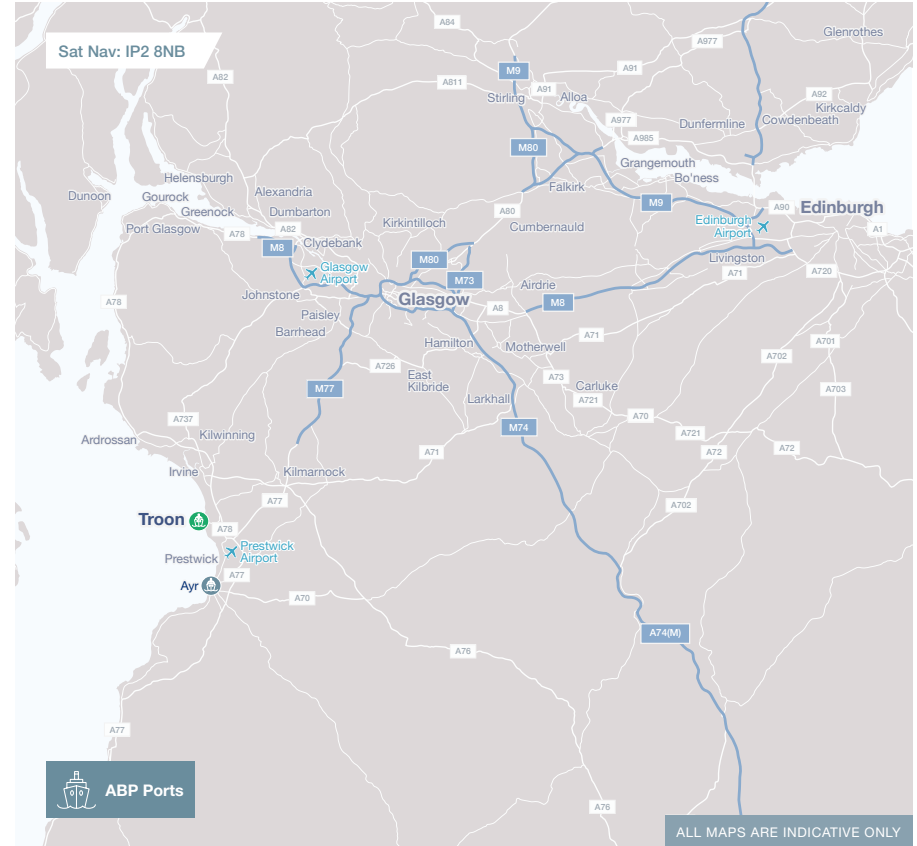 A84
Glenrothes
A977
Sat Nav: IP2 8NB
M9
A91
A82
A811
A91
Stirling
Alloa
A92
Kirkcaldy
A977
Dunfermline
Cowdenbeath
A985
M80
Grangemouth
Helensburgh
Bo'ness
Falkirk
Alexandria
Dunoon
Gourock
M9
A90
Edinburgh
Greenock
Dumbarton
A80
Kirkintilloch
Edinburgh
Airport
Port Glasgow
A78
A82
Cumbernauld
A1
M8
Clydebank
M80
Livingston
Glasgow
Airport
A71
A720
M73
Airdrie
Johnstone
Glasgow
M8
A78
A8
Paisley
Barrhead
A71
A701
Hamilton
Motherwell
A702
A726
East
Kilbride
A73
Carluke
M77
A703
Larkhall
A721
A70
A737
M74
A721
Kilwinning
Ardrossan
A71
A72
A72
Irvine
Kilmarnock
A77
A702
Troon
A78
Prestwick
Airport
Prestwick
A77
Ayr
A70
A74(M)
A76
A77
ABP Ports
A76
ALL MAPS ARE INDICATIVE ONLY